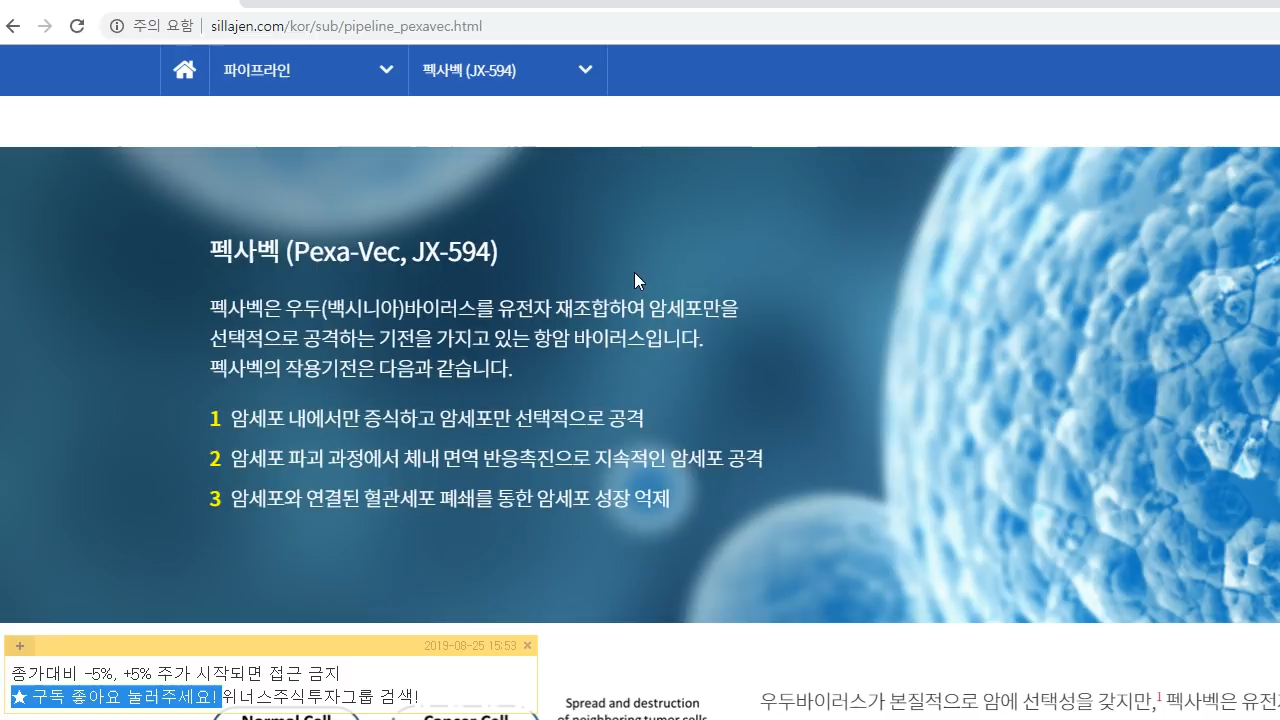 주의 요함 | sillajen.com/kor/sub/pipeline_pexavec.html
파이프라인
펙사벡 (JX-594)
펙사벡 (Pexa-Vec, JX-594)
펙사벡은 우두(백시니아)바이러스를 유전자 재조합하여 암세포만을
선택적으로 공격하는 기전을 가지고 있는 항암 바이러스입니다.
펙사벡의 작용기전은 다음과 같습니다.
1 암세포 내에서만 증식하고 암세포만 선택적으로 공격
2 암세포 파괴 과정에서 체내 면역 반응촉진으로 지속적인 암세포 공격
3 암세포와 연결된 혈관세포 폐쇄를 통한 암세포 성장 억제
2019-08-25 15:53
종가대비 -5%, +5% 주가 시작되면 접근 금지
★ 구독 좋아요 눌러주세요! 위너스주식투자그룹 검색!
Normal Cell
Cancer Cell
Spread and destruction
of neighboring tumor cells
우두바이러스가 본질적으로 암에 선택성을 갖지만,1 펙사벡은 유전